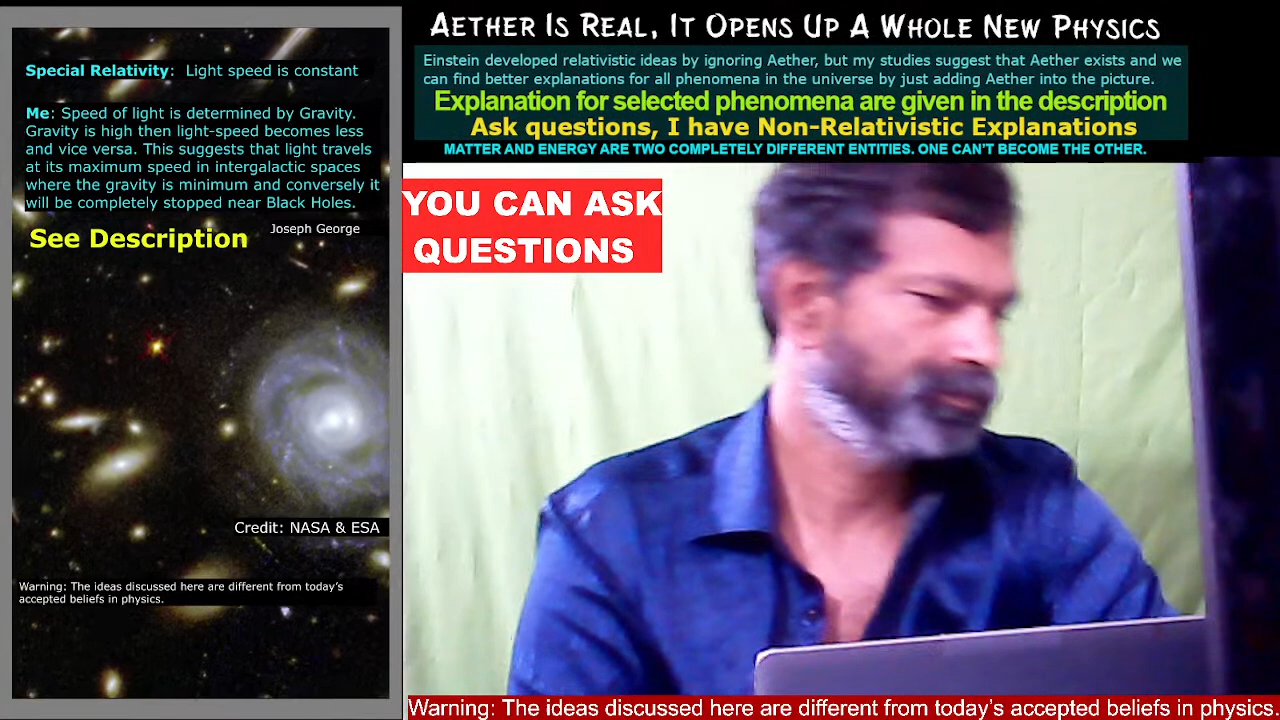 AETHER IS REAL, IT OPENS UP A WHOLE NEW PHYSICS
Einstein developed relativistic ideas by ignoring Aether, but my studies suggest that Aether exists and we
can find better explanations for all phenomena in the universe by just adding Aether into the picture.
Explanation for selected phenomena are given in the description
Ask questions, I have Non-Relativistic Explanations
MATTER AND ENERGY ARE TWO COMPLETELY DIFFERENT ENTITIES. ONE CAN'T BECOME THE OTHER.
Special Relativity: Light speed is constant
Me: Speed of light is determined by Gravity.
Gravity is high then light-speed becomes less
and vice versa. This suggests that light travels
at its maximum speed in intergalactic spaces
where the gravity is minimum and conversely it
will be completely stopped near Black Holes.
Joseph George
See Description
Credit: NASA & ESA
Warning: The ideas discussed here are different from today's
accepted beliefs in physics.
YOU CAN ASK
QUESTIONS
Warning: The ideas discussed here are different from today's accepted beliefs in physics.